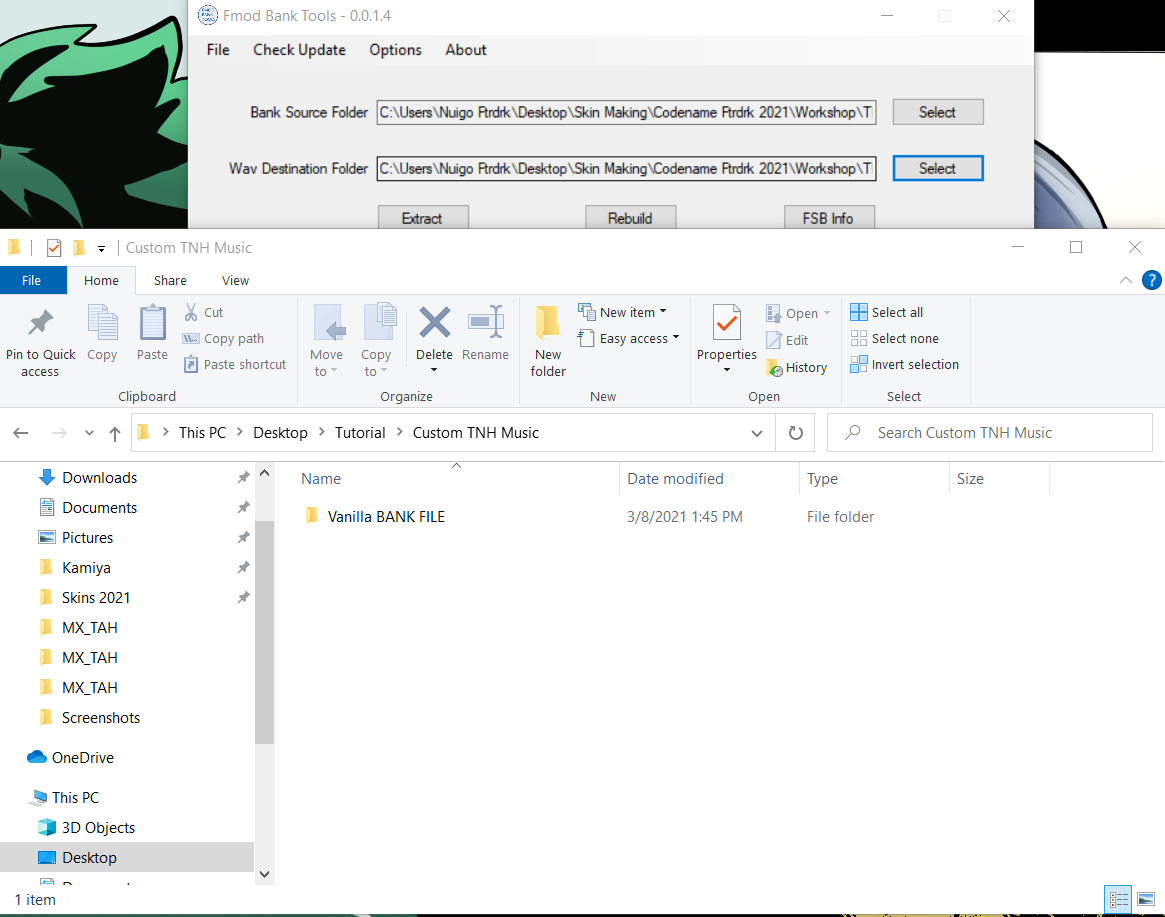 Fmod Bank Tools - 0.0.1.4
File Check Update Options About
Bank Source Folder C:\Users\Nuigo Ftrdrk\Desktop\Skin Making\Codename Ftrdrk 2021\Workshop\T Select
Wav Destination Folder C:\Users\Nuigo Ftrdrk\Desktop\Skin Making\Codename Ftrdrk 2021\Workshop\T Select
Extract Rebuild FSB Info
Custom TNH Music
File Home Share View
Pin to Quick access
Copy
Paste
Cut
Copy path
Paste shortcut
Clipboard
Move to
Copy to
Delete
Rename
Organize
New folder
New item
Easy access
New
Properties
Open
Edit
History
Open
Select all
Select none
Invert selection
Select
This PC > Desktop > Tutorial > Custom TNH Music
Search Custom TNH Music
Name Date modified Type Size
Vanilla BANK FILE 3/8/2021 1:45 PM File folder
Downloads
Documents
Pictures
Kamiya
Skins 2021
MX_TAH
MX_TAH
MX_TAH
Screenshots
OneDrive
This PC
3D Objects
Desktop
1 item